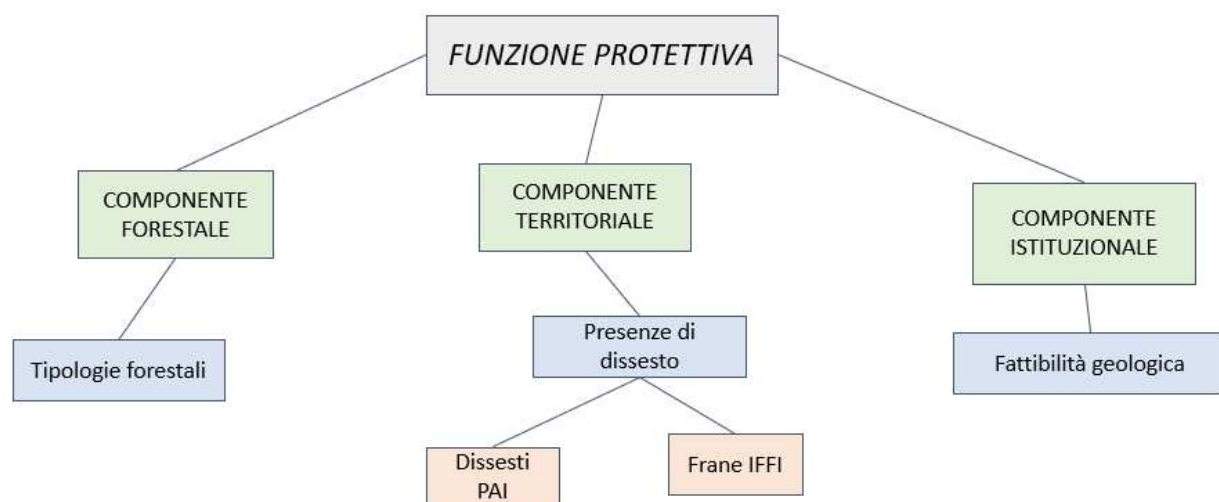 FUNZIONE PROTETTIVA
COMPONENTE
FORESTALE
COMPONENTE
TERRITORIALE
COMPONENTE
ISTITUZIONALE
Tipologie forestali
Presenze di
dissesto
Fattibilità geologica
Dissesti
PAI
Frane IFFI